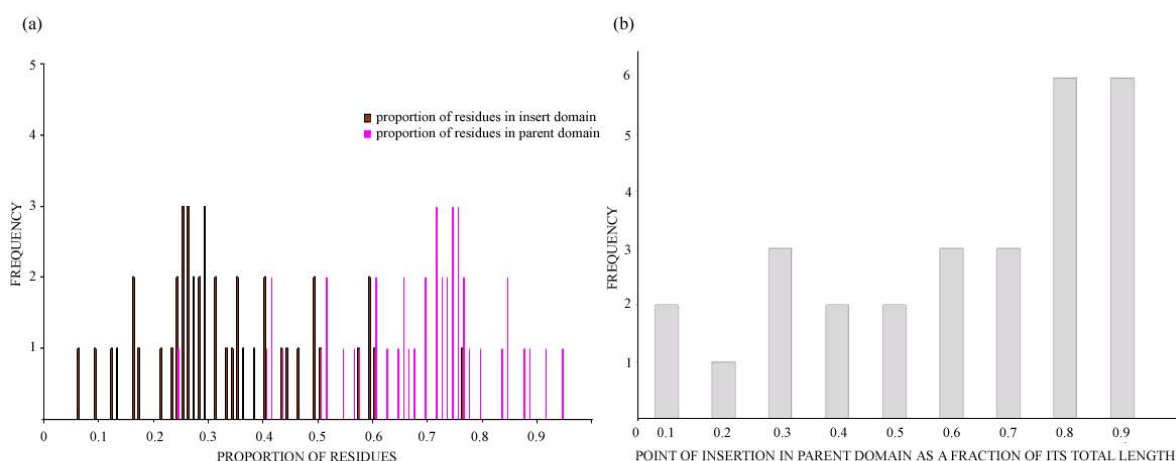 (a)
5
4
3
2
1
FREQUENCY
proportion of residues in insert domain
proportion of residues in parent domain
0 0.1 0.2 0.3 0.4 0.5 0.6 0.7 0.8 0.9
PROPORTION OF RESIDUES
(b)
6
5
4
3
2
1
FREQUENCY
0 0.1 0.2 0.3 0.4 0.5 0.6 0.7 0.8 0.9
POINT OF INSERTION IN PARENT DOMAIN AS A FRACTION OF ITS TOTAL LENGTH